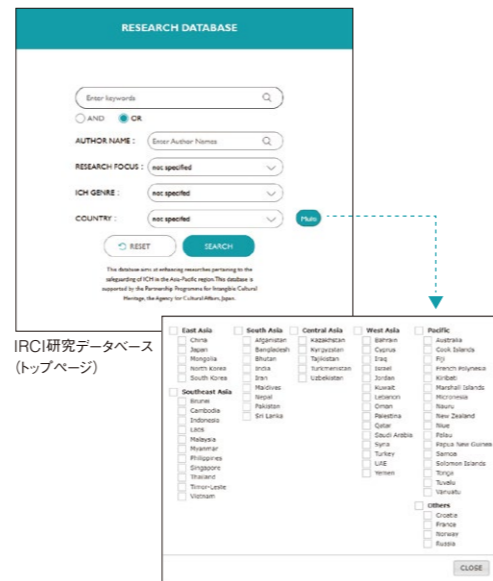 RESEARCH DATABASE
Enter keywords
AND OR
AUTHOR NAME : Enter Author Names
RESEARCH FOCUS : not specified
ICH GENRE : not specified
COUNTRY : not specified Multi
RESET SEARCH
This database aims at enhancing researches pertaining to the
safeguarding of ICH in the Asia-Pacific region. This database is
supported by the Partnership Programme for Intangible Cultural
Heritage, the Agency for Cultural Affairs, Japan.
IRCI研究データベース
(トップページ)
East Asia
China
Japan
Mongolia
North Korea
South Korea
Southeast Asia
Brunei
Cambodia
Indonesia
Laos
Malaysia
Myanmar
Philippines
Singapore
Thailand
Timor-Leste
Vietnam
South Asia
Afganistan
Bangladesh
Bhutan
India
Iran
Maldives
Nepal
Pakistan
Sri Lanka
Central Asia
Kazakhstan
Kyrgyzstan
Tajikistan
Turkmenistan
Uzbekistan
West Asia
Bahrain
Cyprus
Iraq
Israel
Jordan
Kuwait
Lebanon
Oman
Palestina
Qatar
Saudi Arabia
Syria
Turkey
UAE
Yemen
Pacific
Australia
Cook Islands
Fiji
French Polynesia
Kiribati
Marshall Islands
Micronesia
Nauru
New Zealand
Niue
Palau
Papua New Guinea
Samoa
Solomon Islands
Tonga
Tuvalu
Vanuatu
Others
Croatia
France
Norway
Russia
CLOSE